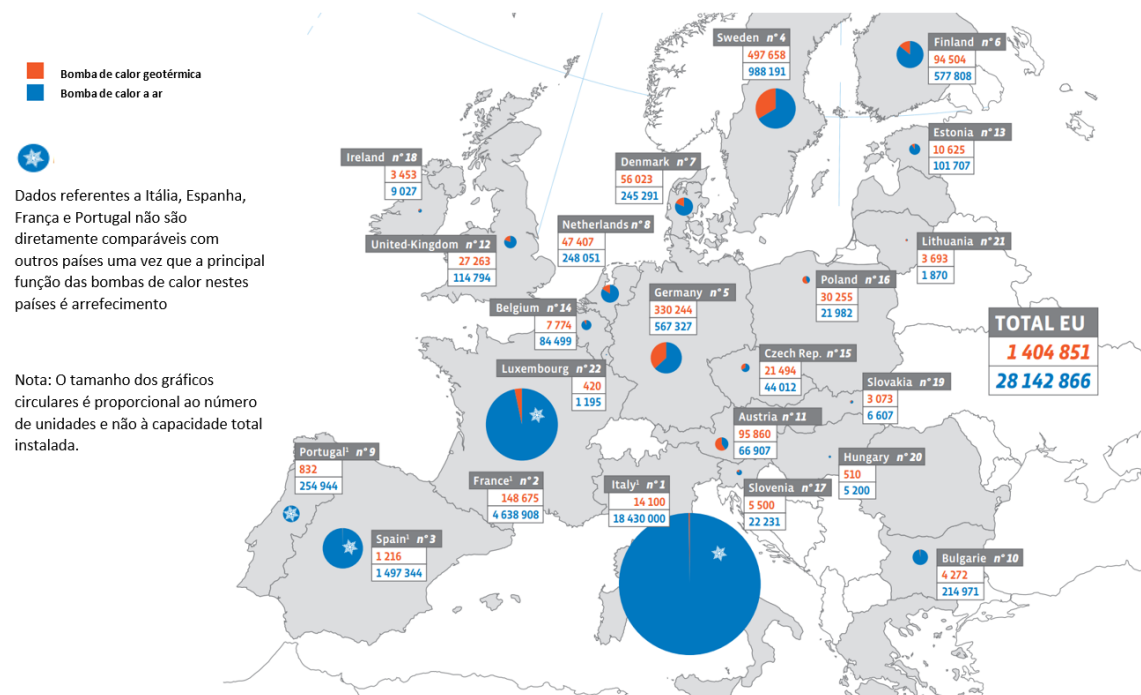 Bomba de calor geotérmica
Bomba de calor a ar
Dados referentes a Itália, Espanha,
França e Portugal não são
diretamente comparáveis com
outros países uma vez que a principal
função das bombas de calor nestes
países é arrefecimento
Nota: O tamanho dos gráficos
circulares é proporcional ao número
de unidades e não à capacidade total
instalada.
Sweden n° 4
497 658
988 191
Finland n° 6
94 504
577 808
Estonia n° 13
10 625
101 707
Ireland n° 18
3 453
9 027
Denmark n° 7
56 023
245 291
Netherlands n° 8
47 407
248 051
United-Kingdom n° 12
27 263
114 794
Lithuania n° 21
3 693
1 870
Poland n° 16
30 255
21 982
Germany n° 5
330 244
567 327
Belgium n° 14
7 774
84 499
TOTAL EU
1 404 851
28 142 866
Czech Rep. n° 15
21 494
44 012
Luxembourg n° 22
420
1 195
Slovakia n° 19
3 073
6 607
Austria n° 11
95 860
66 907
Portugal¹ n° 9
832
254 944
Hungary n° 20
510
5 200
France¹ n° 2
148 675
4 638 908
Italy¹ n° 1
14 100
18 430 000
Slovenia n° 17
5 500
22 231
Spain¹ n° 3
1 216
1 497 344
Bulgarie n° 10
4 272
214 971